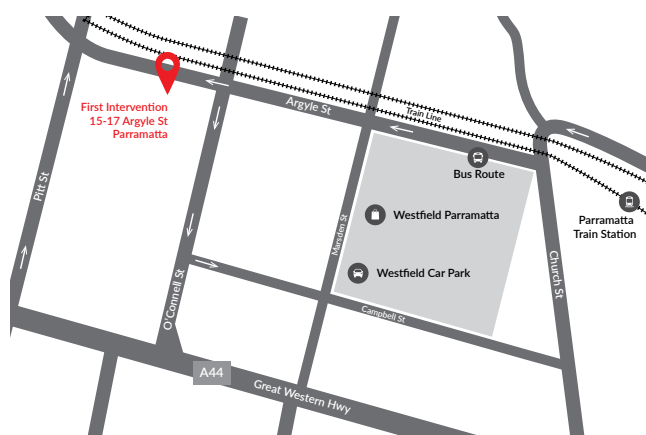 First Intervention
15-17 Argyle St
Parramatta
Argyle St
Train Line
Bus Route
Westfield Parramatta
Parramatta
Train Station
Pitt St
Marsden St
Westfield Car Park
Church St
O'Connell St
Campbell St
A44
Great Western Hwy